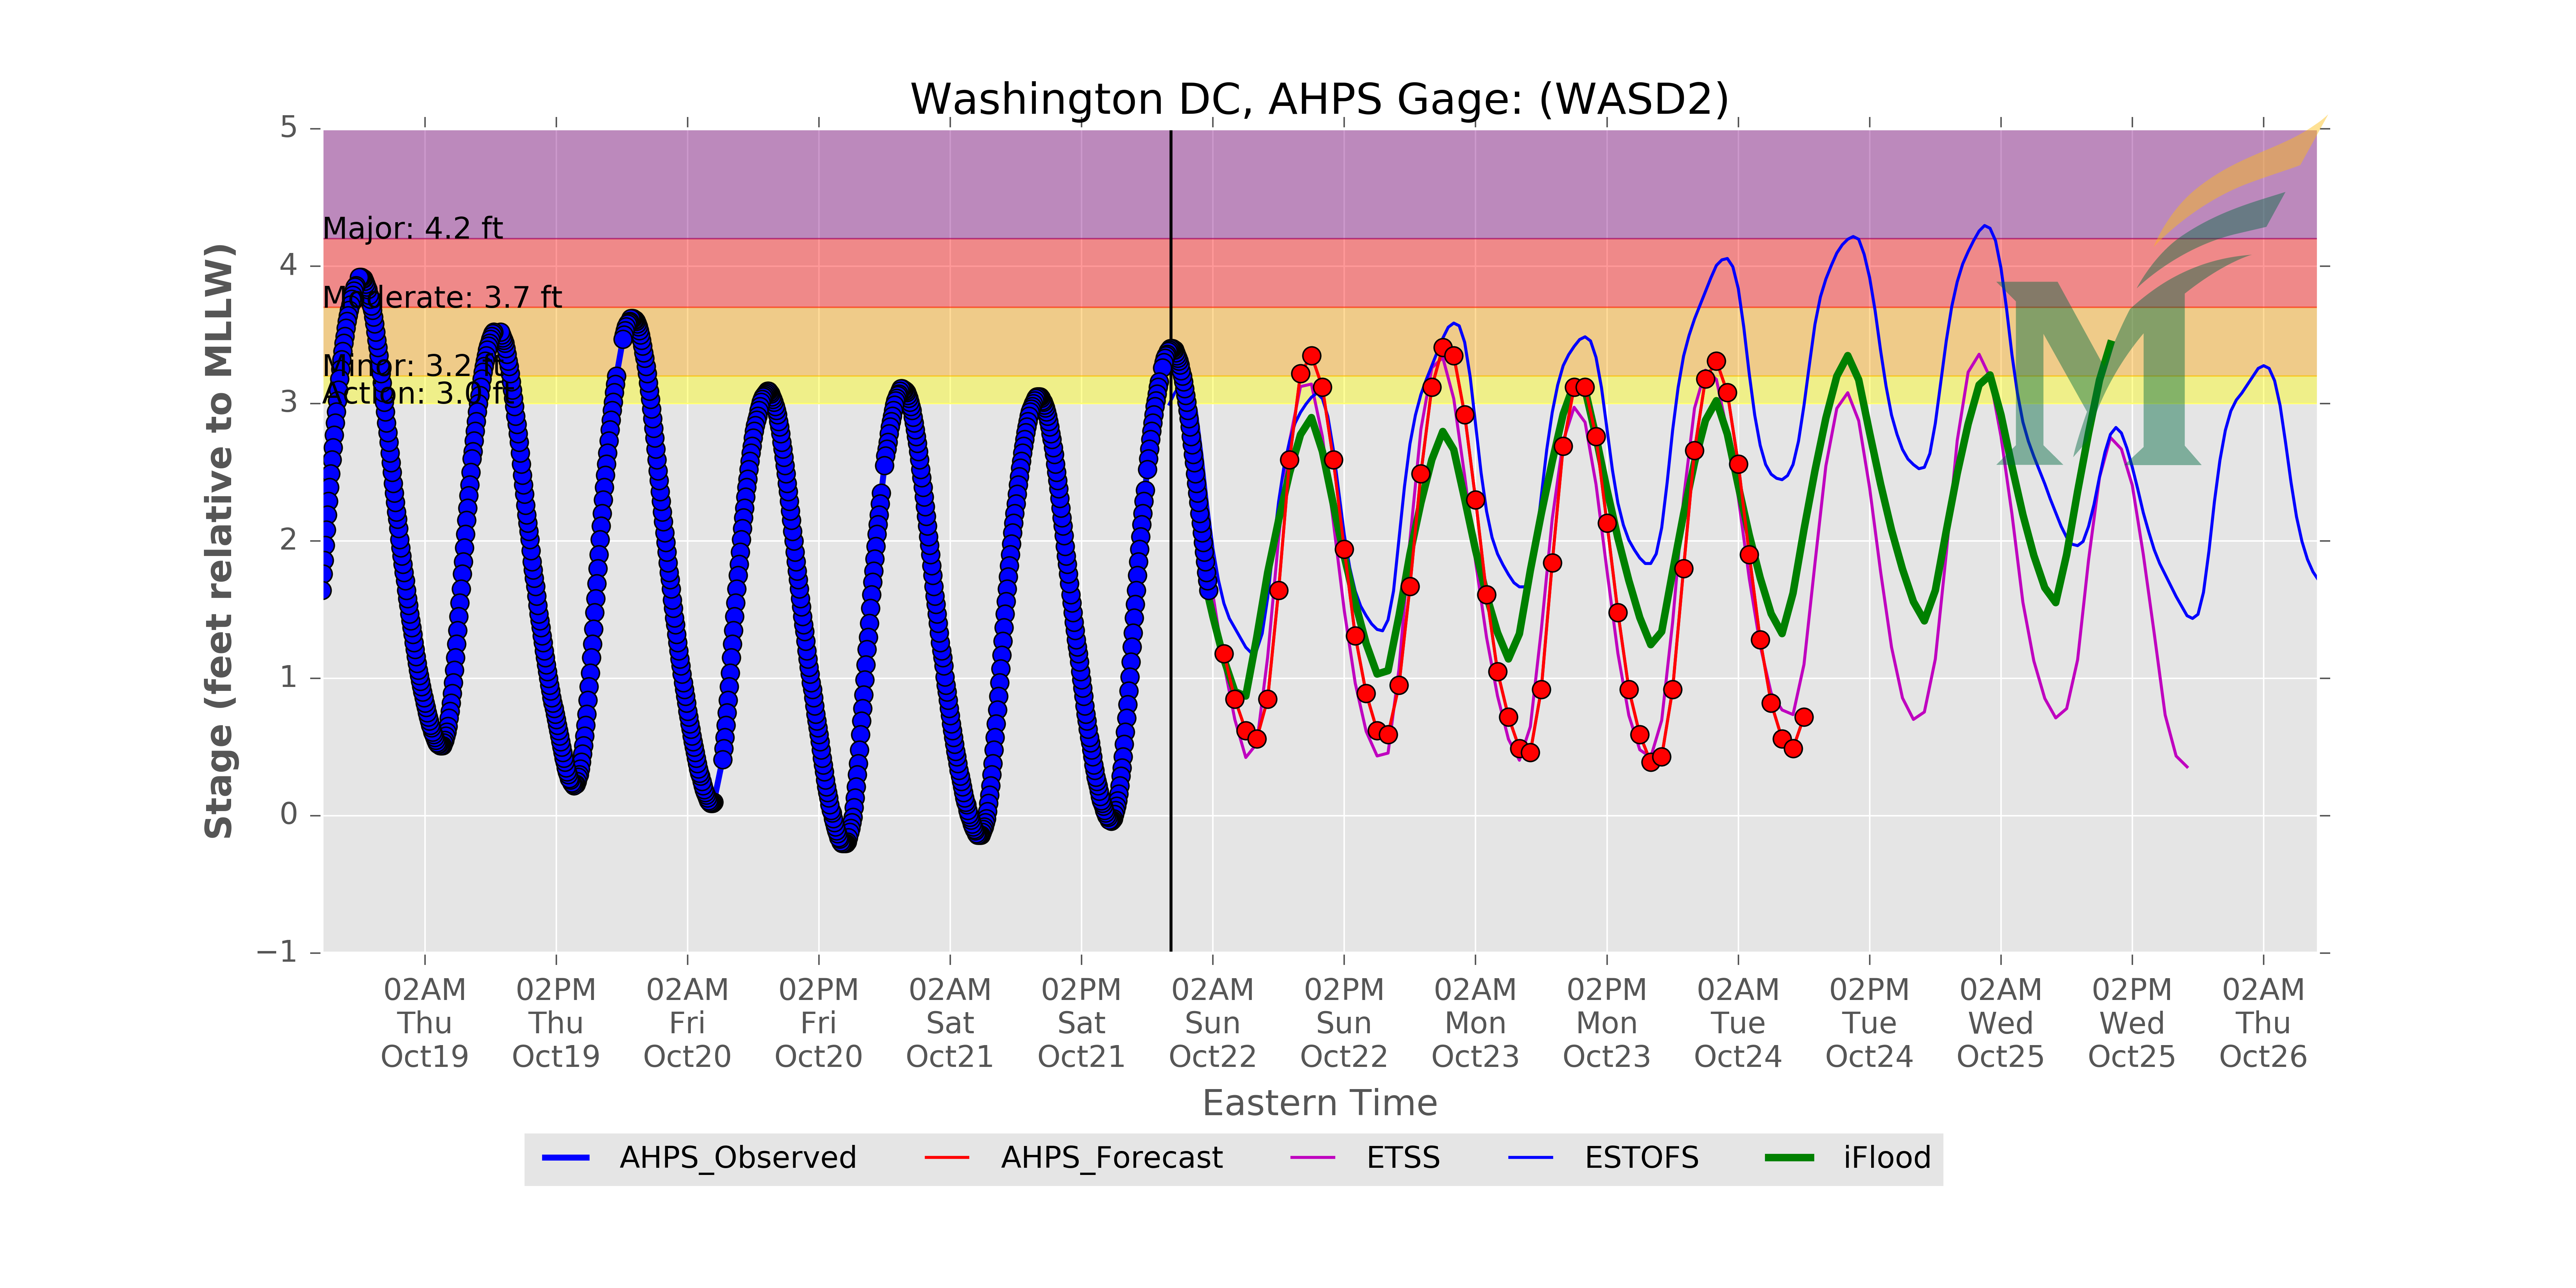 Washington DC, AHPS Gage: (WASD2)
Stage (feet relative to MLLW)
5
4
3
2
1
0
−1
Major: 4.2 ft
Moderate: 3.7 ft
Minor: 3.2 ft
Action: 3.0 ft
02AM 02PM 02AM 02PM 02AM 02PM 02AM 02PM 02AM 02PM 02AM 02PM 02AM 02PM 02AM
Thu Thu Fri Fri Sat Sat Sun Sun Mon Mon Tue Tue Wed Wed Thu
Oct19 Oct19 Oct20 Oct20 Oct21 Oct21 Oct22 Oct22 Oct23 Oct23 Oct24 Oct24 Oct25 Oct25 Oct26
Eastern Time
AHPS_Observed AHPS_Forecast ETSS ESTOFS iFlood
M